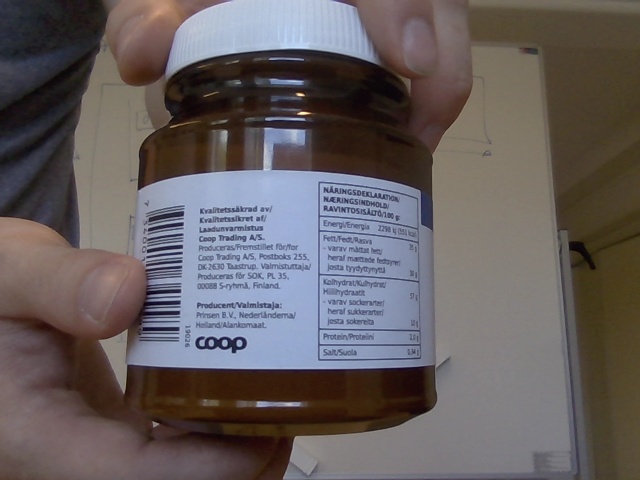 Kvalitetssäkrad av/
Kvalitetssikret af/
Laadunvarmistus
Coop Trading A/S.
Produceras/Fremstillet för/for
Coop Trading A/S, Postboks 255,
DK-2630 Taastrup. Valmistuttaja/
Produceras för SOK, PL 35,
00088 S-ryhmä, Finland.
Producent/Valmistaja:
Prinsen B.V., Nederländerna/
Holland/Alankomaat.
coop
19026
NÄRINGSDEKLARATION/
NÆRINGSINDHOLD/
RAVINTOSISÄLTÖ/100 g:
Energi/Energia
Fett/Fedt/Rasva
- varav mättat fett/
heraf mættede fedtsyrer/
josta tyydyttynyttä
Kolhydrat/Kulhydrat/
Hiilihydraatit
- varav sockerarter/
heraf sukkerarter/
josta sokereita
Protein/Proteiini
Salt/Suola